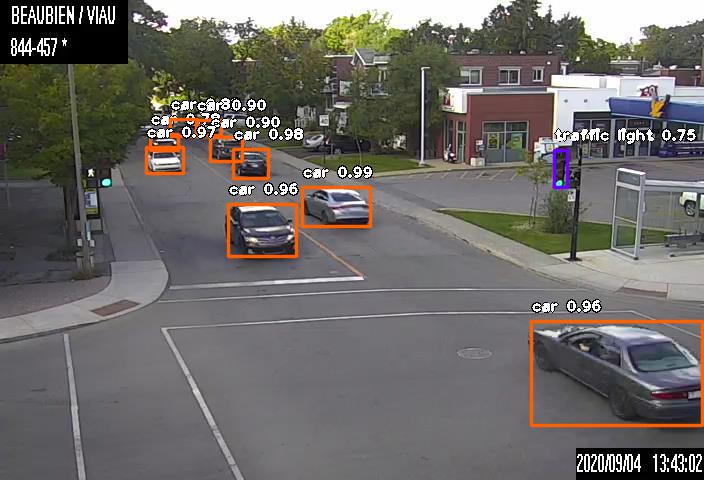 BEAUBIEN / VIAU
844-457 *
car 0.90
car 0.97
car 0.90
car 0.98
traffic light 0.75
car 0.99
car 0.96
car 0.96
2020/09/04 13:43:02